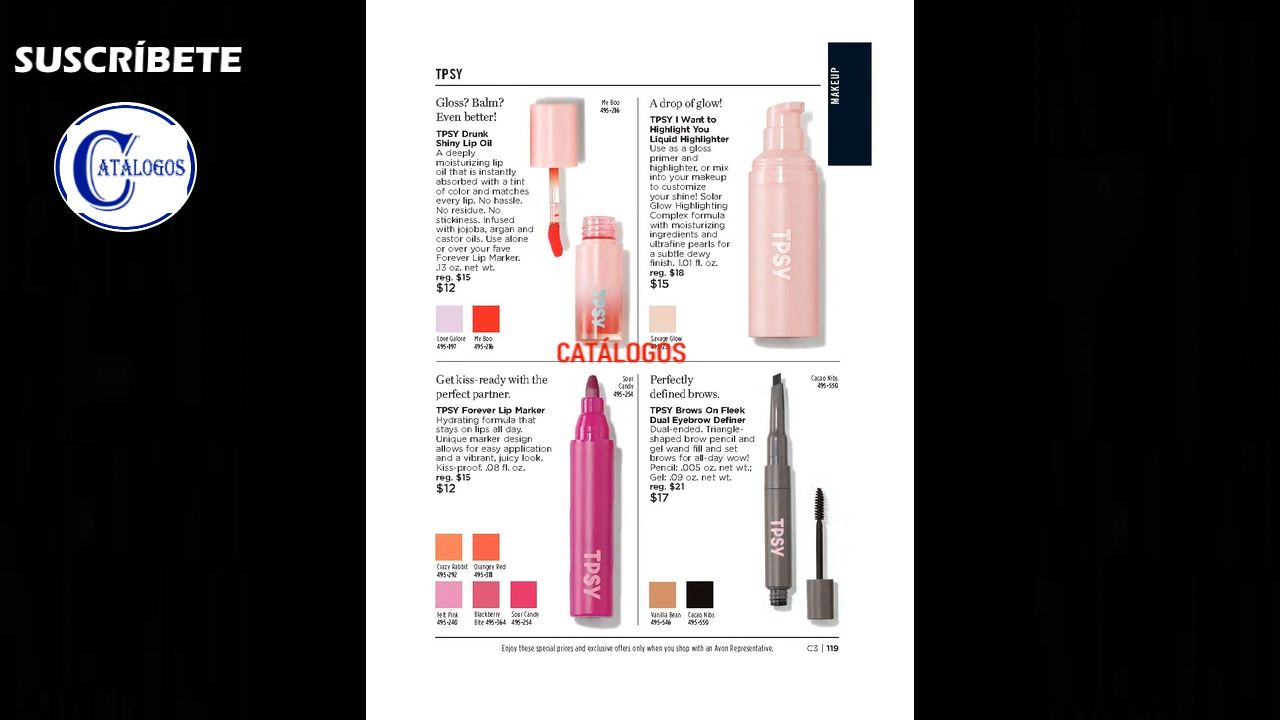 SUSCRÍBETE
CATÁLOGOS
MAKEUP
TPSY
Gloss? Balm?
Even better!
TPSY Drunk
Shiny Lip Oil
A deeply
moisturizing lip
oil that is instantly
absorbed with a tint
of color and matches
every lip. No hassle.
No residue. No
stickiness. Infused
with jojoba, argan and
castor oils. Use alone
or over your fave
Forever Lip Marker.
.13 oz. net wt.
reg. $15
$12
My Boo
495-216
TPSY
Love Galore
495-197
My Boo
495-216
A drop of glow!
TPSY I Want to
Highlight You
Liquid Highlighter
Use as a gloss
primer and
highlighter, or mix
into your makeup
to customize
your shine! Solar
Glow Highlighting
Complex formula
with moisturizing
ingredients and
ultrafine pearls for
a subtle dewy
finish. 1.01 fl. oz.
reg. $18
$15
TPSY
Savage Glow
CATÁLOGOS
Get kiss-ready with the
perfect partner.
TPSY Forever Lip Marker
Hydrating formula that
stays on lips all day.
Unique marker design
allows for easy application
and a vibrant, juicy look.
Kiss-proof. .08 fl. oz.
reg. $15
$12
Sour
Candy
495-254
TPSY
Crazy Rabbit
495-292
Orangey Red
495-311
Felt Pink
495-240
Blackberry
Bite 495-364
Sour Candy
495-254
Perfectly
defined brows.
TPSY Brows On Fleek
Dual Eyebrow Definer
Dual-ended. Triangle-
shaped brow pencil and
gel wand fill and set
brows for all-day wow!
Pencil: .005 oz. net wt.;
Gel: .09 oz. net wt.
reg. $21
$17
Cacao Nibs
495-550
TPSY
Vanilla Bean
495-546
Cacao Nibs
495-550
Enjoy these special prices and exclusive offers only when you shop with an Avon Representative.
C3 | 119